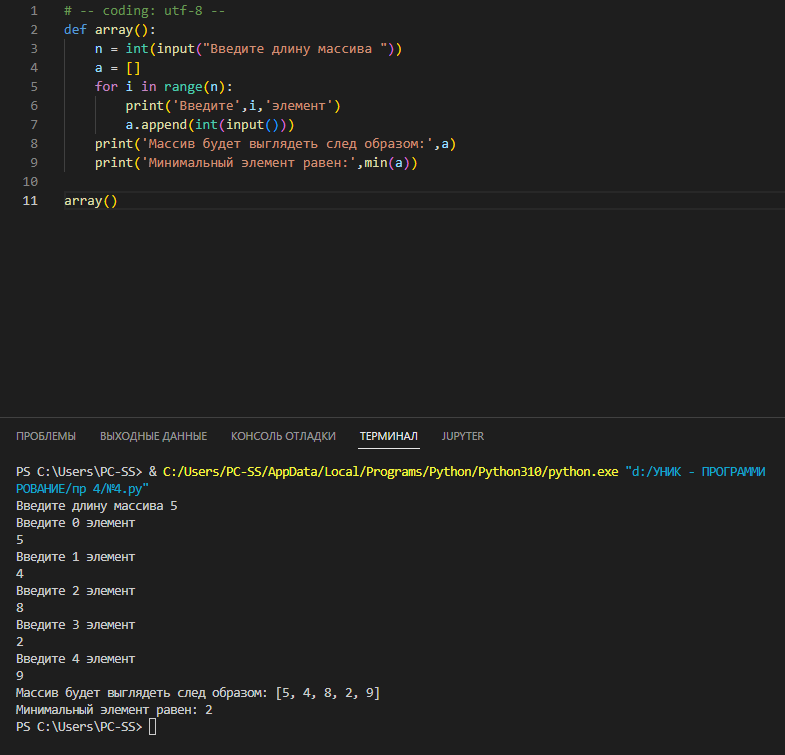 1 # -- coding: utf-8 --
2 def array():
3     n = int(input("Введите длину массива "))
4     a = []
5     for i in range(n):
6         print('Введите',i,'элемент')
7         a.append(int(input()))
8     print('Массив будет выглядеть след образом:',a)
9     print('Минимальный элемент равен:',min(a))
10
11 array()
ПРОБЛЕМЫ ВЫХОДНЫЕ ДАННЫЕ КОНСОЛЬ ОТЛАДКИ ТЕРМИНАЛ JUPYTER
PS C:\Users\PC-SS> & C:/Users/PC-SS/AppData/Local/Programs/Python/Python310/python.exe "d:/УНИК - ПРОГРАММИ
РОВАНИЕ/пр 4/№4.py"
Введите длину массива 5
Введите 0 элемент
5
Введите 1 элемент
4
Введите 2 элемент
8
Введите 3 элемент
2
Введите 4 элемент
9
Массив будет выглядеть след образом: [5, 4, 8, 2, 9]
Минимальный элемент равен: 2
PS C:\Users\PC-SS>